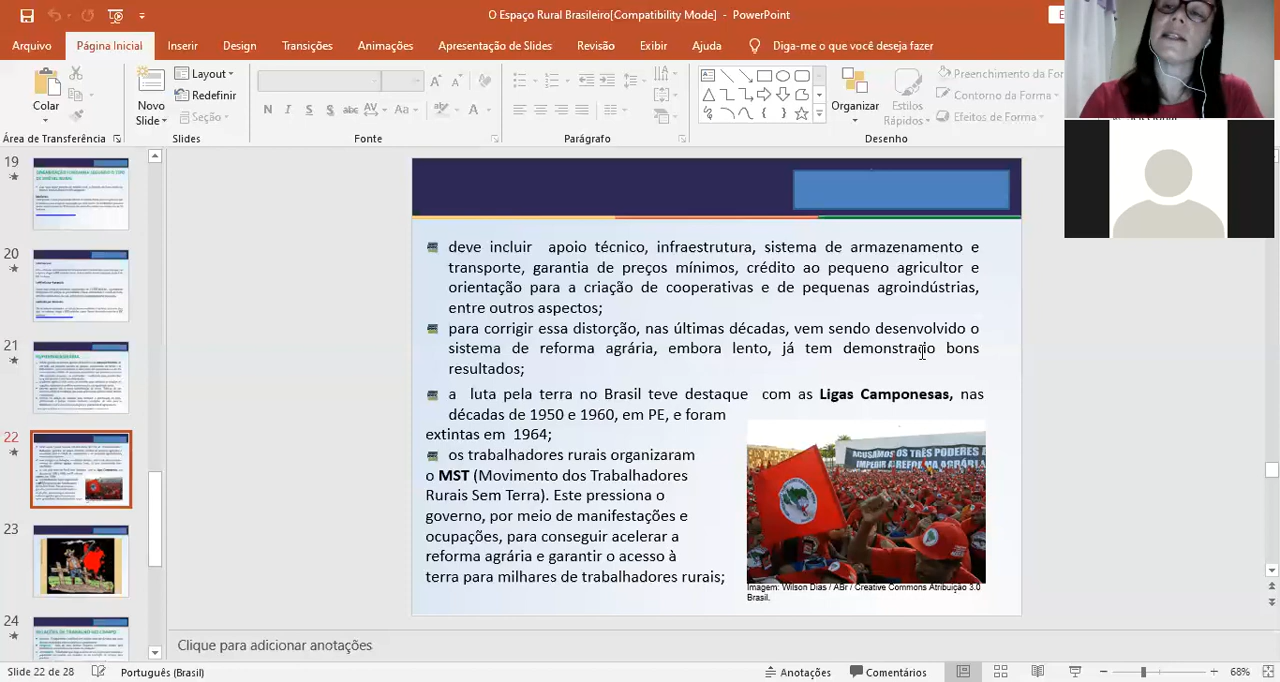 O Espaço Rural Brasileiro[Compatibility Mode] - PowerPoint
Arquivo Página Inicial Inserir Design Transições Animações Apresentação de Slides Revisão Exibir Ajuda Diga-me o que você deseja fazer
Colar
Novo Slide
Layout
Redefinir
Seção
N I S S abc AV Aa A
Organizar
Estilos Rápidos
Preenchimento da For
Contorno da Forma
Efeitos de Forma
Área de Transferência Slides Fonte Parágrafo Desenho
19
20
21
22
23
24
deve incluir apoio técnico, infraestrutura, sistema de armazenamento e
de preços mínimos, crédito ao pequeno agricultor e
orientação para a criação de cooperativas de pequenas agroindústrias,
entre outros aspectos;
para corrigir essa distorção, nas últimas décadas, vem sendo desenvolvido o
sistema de reforma agrária, embora demonstrado bons
resultados;
pela terra no Brasil teve destaque com as Ligas Camponesas, nas
décadas de 1950 e 1960, em PE, e foram
extintas em 1964.
os trabalhadores rurais organizaram
o MST (Movimento dos Trabalhadores
Rurais Sem Terra). Este pressiona o
governo, por meio de manifestações e
ocupações, para conseguir acelerar a
reforma agrária e garantir o acesso à
terra para milhares de trabalhadores rurais;
ACUSAMOS OS TRÊS PODERES
IMPEDIR A REFORMA AGRÁRIA
Imagem: Wilson Dias / ABr / Creative Commons Atribuição 3.0
Brasil.
Clique para adicionar anotações
Slide 22 de 28 Português (Brasil) Anotações Comentários 68%